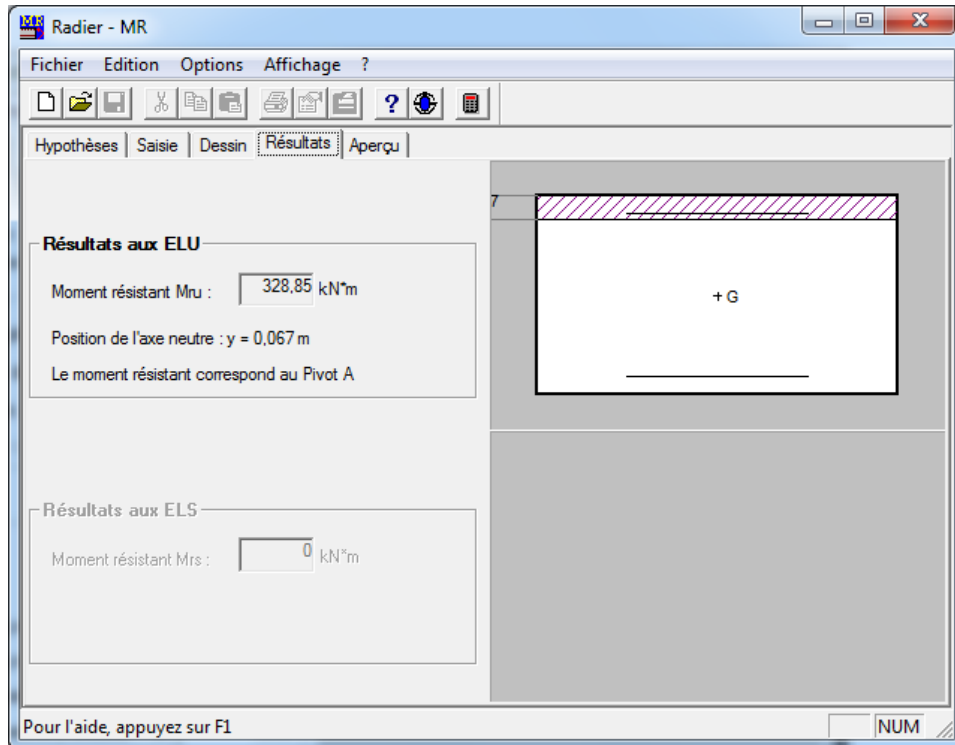 MR
Radier - MR
Fichier Edition Options Affichage ?
?
Hypothèses Saisie Dessin Résultats Aperçu
7
Résultats aux ELU
Moment résistant Mru : 328,85 kN*m
+ G
Position de l'axe neutre : y = 0,067 m
Le moment résistant correspond au Pivot A
Résultats aux ELS
Moment résistant Mrs : 0 kN*m
Pour l'aide, appuyez sur F1 NUM